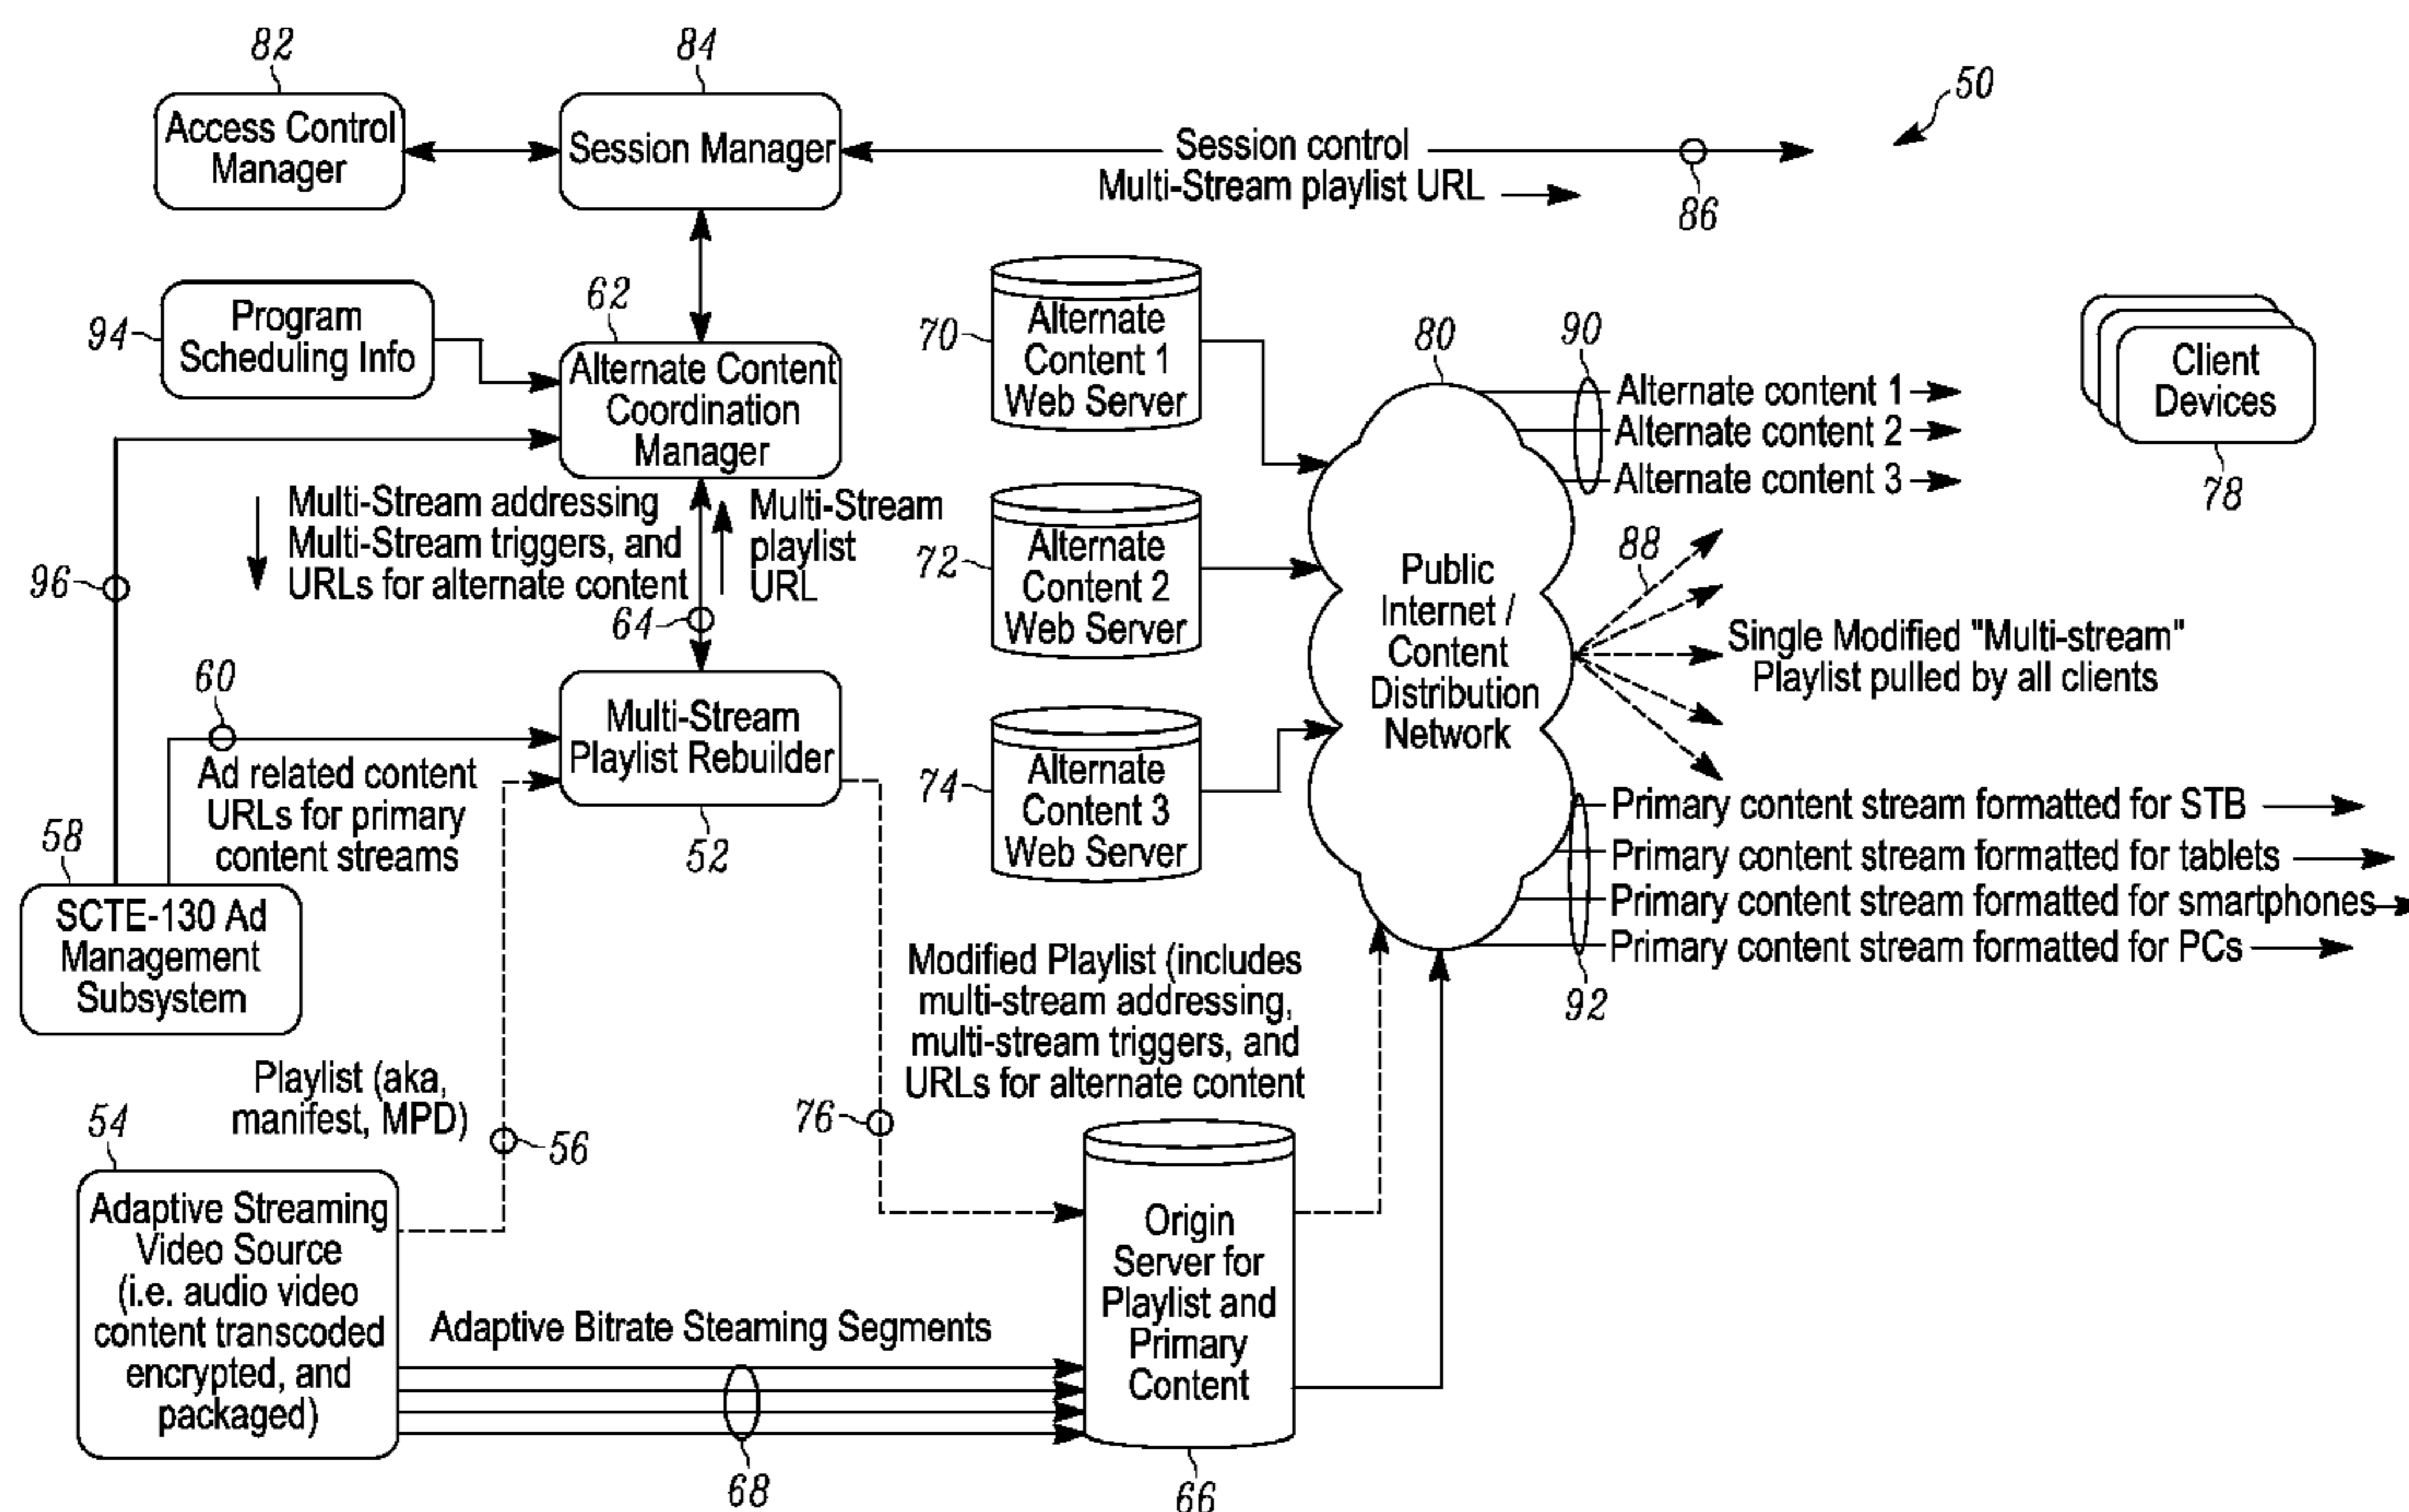 82
84
50
Access Control
Manager
Session Manager
Session control
Multi-Stream playlist URL
86
94
Program
Scheduling Info
62
Alternate Content
Coordination
Manager
70
Alternate
Content 1
Web Server
80
90
Alternate content 1
Alternate content 2
Alternate content 3
Client
Devices
78
96
Multi-Stream addressing
Multi-Stream triggers, and
URLs for alternate content
Multi-Stream
playlist
URL
64
72
Alternate
Content 2
Web Server
Public
Internet /
Content
Distribution
Network
88
Single Modified "Multi-stream"
Playlist pulled by all clients
60
Ad related content
URLs for primary
content streams
Multi-Stream
Playlist Rebuilder
52
74
Alternate
Content 3
Web Server
Primary content stream formatted for STB
Primary content stream formatted for tablets
Primary content stream formatted for smartphones
Primary content stream formatted for PCs
92
58
SCTE-130 Ad
Management
Subsystem
Playlist (aka,
manifest, MPD)
56
76
Modified Playlist (includes
multi-stream addressing,
multi-stream triggers, and
URLs for alternate content
54
Adaptive Streaming
Video Source
(i.e. audio video
content transcoded
encrypted, and
packaged)
Adaptive Bitrate Steaming Segments
68
Origin
Server for
Playlist and
Primary
Content
66